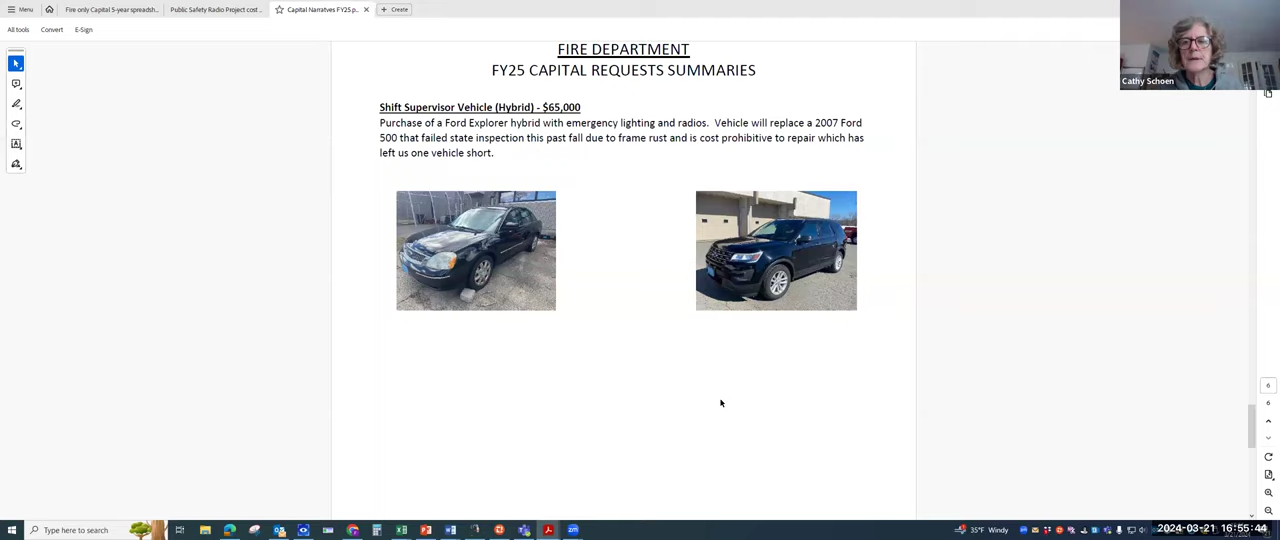 Menu
Fire only Capital 5-year spreadsh...
Public Safety Radio Project cost ...
Capital Narratves FY25 p...
Create
All tools
Convert
E-Sign
Cathy Schoen
FIRE DEPARTMENT
FY25 CAPITAL REQUESTS SUMMARIES
Shift Supervisor Vehicle (Hybrid) - $65,000
Purchase of a Ford Explorer hybrid with emergency lighting and radios. Vehicle will replace a 2007 Ford
500 that failed state inspection this past fall due to frame rust and is cost prohibitive to repair which has
left us one vehicle short.
6
6
Type here to search
35°F Windy
2024-03-21 16:55:44